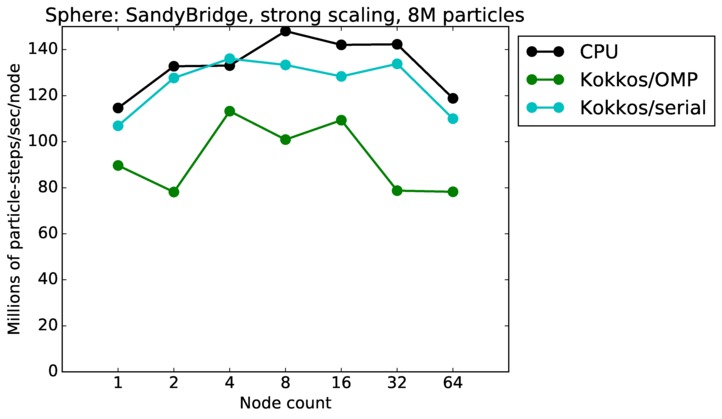 Sphere: SandyBridge, strong scaling, 8M particles
Millions of particle-steps/sec/node
140
120
100
80
60
40
20
0
1 2 4 8 16 32 64
Node count
CPU
Kokkos/OMP
Kokkos/serial